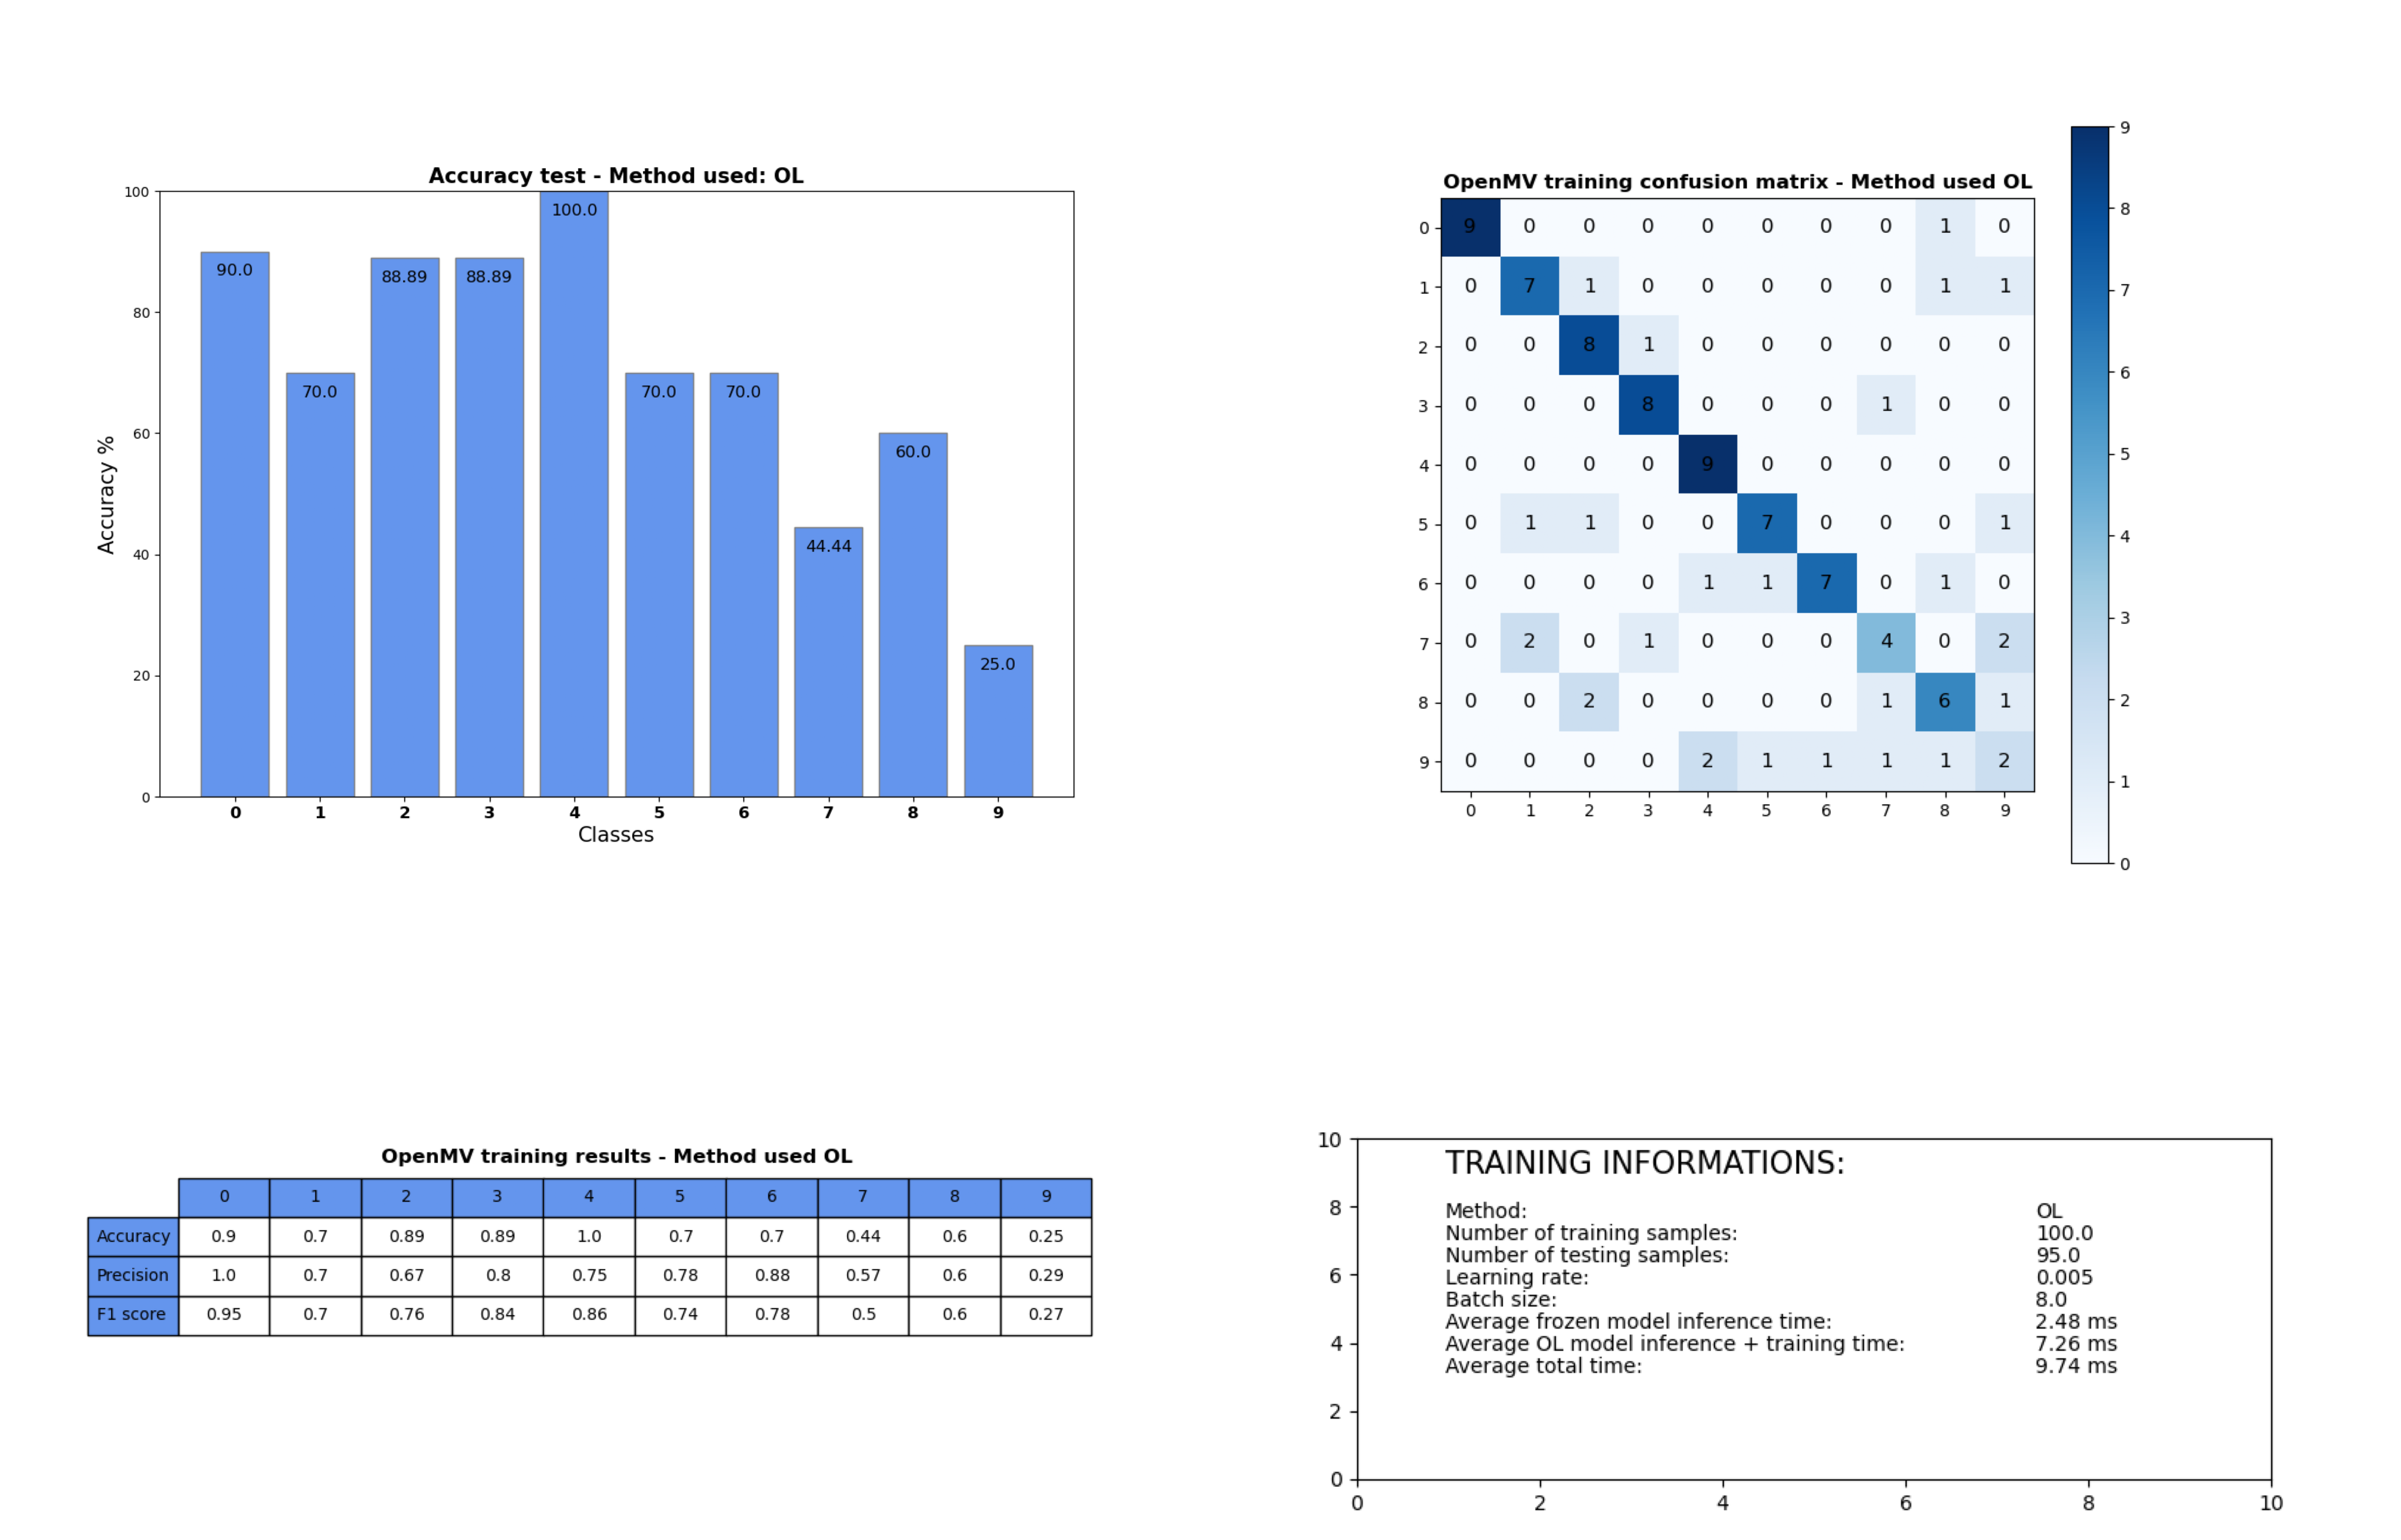 Accuracy test - Method used: OL
100
80
60
40
20
0
Accuracy %
90.0
70.0
88.89
88.89
100.0
70.0
70.0
44.44
60.0
25.0
0 1 2 3 4 5 6 7 8 9
Classes
OpenMV training confusion matrix - Method used OL
0 9 0 0 0 0 0 0 0 1 0
1 0 7 1 0 0 0 0 0 1 1
2 0 0 8 1 0 0 0 0 0 0
3 0 0 0 8 0 0 0 1 0 0
4 0 0 0 0 9 0 0 0 0 0
5 0 1 1 0 0 7 0 0 0 1
6 0 0 0 0 1 1 7 0 1 0
7 0 2 0 1 0 0 0 4 0 2
8 0 0 2 0 0 0 0 1 6 1
9 0 0 0 0 2 1 1 1 1 2
0 1 2 3 4 5 6 7 8 9
9
8
7
6
5
4
3
2
1
0
OpenMV training results - Method used OL
0 1 2 3 4 5 6 7 8 9
Accuracy 0.9 0.7 0.89 0.89 1.0 0.7 0.7 0.44 0.6 0.25
Precision 1.0 0.7 0.67 0.8 0.75 0.78 0.88 0.57 0.6 0.29
F1 score 0.95 0.7 0.76 0.84 0.86 0.74 0.78 0.5 0.6 0.27
10
8
6
4
2
0
TRAINING INFORMATIONS:
Method: OL
Number of training samples: 100.0
Number of testing samples: 95.0
Learning rate: 0.005
Batch size: 8.0
Average frozen model inference time: 2.48 ms
Average OL model inference + training time: 7.26 ms
Average total time: 9.74 ms
0 2 4 6 8 10